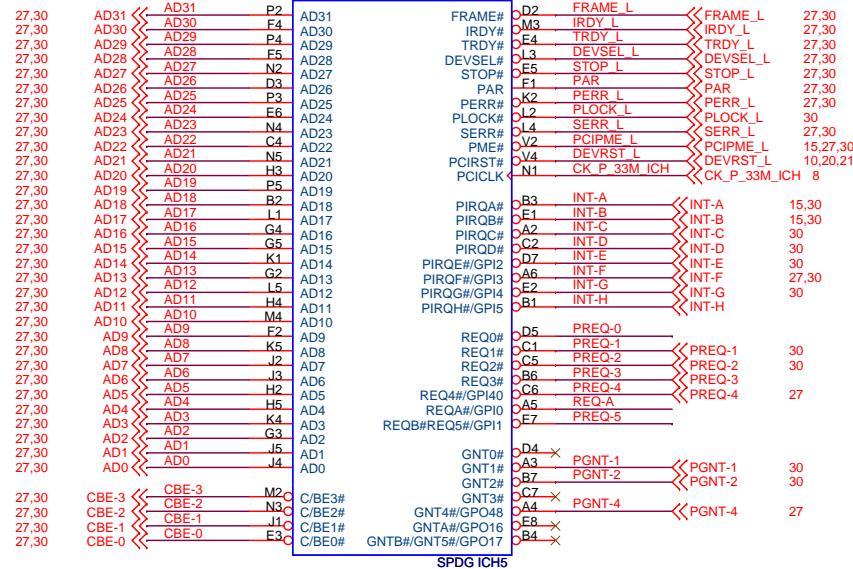 27,30 AD31 AD31 P2 AD31 FRAME# D2 FRAME_L FRAME_L 27,30
27,30 AD30 AD30 F4 AD30 IRDY# M3 IRDY_L IRDY_L 27,30
27,30 AD29 AD29 P4 AD29 TRDY# E4 TRDY_L TRDY_L 27,30
27,30 AD28 AD28 F5 AD28 DEVSEL# L3 DEVSEL_L DEVSEL_L 27,30
27,30 AD27 AD27 N2 AD27 STOP# E5 STOP_L STOP_L 27,30
27,30 AD26 AD26 D3 AD26 PAR F1 PAR PAR 27,30
27,30 AD25 AD25 P3 AD25 PERR# K2 PERR_L PERR_L 27,30
27,30 AD24 AD24 E6 AD24 PLOCK# L2 PLOCK_L PLOCK_L 30
27,30 AD23 AD23 N4 AD23 SERR# L4 SERR_L SERR_L 27,30
27,30 AD22 AD22 C4 AD22 PME# V2 PCIPME_L PCIPME_L 15,27,30
27,30 AD21 AD21 N5 AD21 PCIRST# V4 DEVRST_L DEVRST_L 10,20,21
27,30 AD20 AD20 H3 AD20 PCICLK N1 CK_P_33M_ICH CK_P_33M_ICH 8
27,30 AD19 AD19 P5 AD19
27,30 AD18 AD18 B2 AD18 PIRQA# B3 INT-A INT-A 15,30
27,30 AD17 AD17 L1 AD17 PIRQB# E1 INT-B INT-B 15,30
27,30 AD16 AD16 G4 AD16 PIRQC# A2 INT-C INT-C 30
27,30 AD15 AD15 G5 AD15 PIRQD# C2 INT-D INT-D 30
27,30 AD14 AD14 K1 AD14 PIRQE#/GPI2 D7 INT-E INT-E 30
27,30 AD13 AD13 G2 AD13 PIRQF#/GPI3 A6 INT-F INT-F 27,30
27,30 AD12 AD12 L5 AD12 PIRQG#/GPI4 E2 INT-G INT-G 30
27,30 AD11 AD11 H4 AD11 PIRQH#/GPI5 B1 INT-H INT-H
27,30 AD10 AD10 M4 AD10
27,30 AD9 AD9 F2 AD9 REQ0# D5 PREQ-0
27,30 AD8 AD8 K5 AD8 REQ1# C1 PREQ-1 PREQ-1 30
27,30 AD7 AD7 J2 AD7 REQ2# C5 PREQ-2 PREQ-2 30
27,30 AD6 AD6 J3 AD6 REQ3# B6 PREQ-3 PREQ-3
27,30 AD5 AD5 H2 AD5 REQ4#/GPI40 C6 PREQ-4 PREQ-4 27
27,30 AD4 AD4 H5 AD4 REQA#/GPI0 A5 REQ-A
27,30 AD3 AD3 K4 AD3 REQB#REQ5#/GPI1 E7 PREQ-5
27,30 AD2 AD2 G3 AD2
27,30 AD1 AD1 J5 AD1 GNT0# D4
27,30 AD0 AD0 J4 AD0 GNT1# A3 PGNT-1 PGNT-1 30
GNT2# B7 PGNT-2 PGNT-2 30
27,30 CBE-3 CBE-3 M2 C/BE3# GNT3# C7
27,30 CBE-2 CBE-2 N3 C/BE2# GNT4#/GPO48 A4 PGNT-4 PGNT-4 27
27,30 CBE-1 CBE-1 J1 C/BE1# GNTA#/GPO16 E8
27,30 CBE-0 CBE-0 E3 C/BE0# GNTB#/GNT5#/GPO17 B4
SPDG ICH5